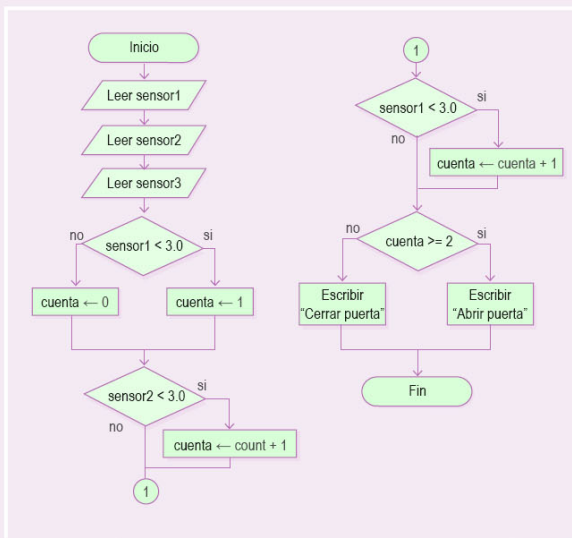 Inicio
Leer sensor1
Leer sensor2
Leer sensor3
sensor1 < 3.0
no
si
cuenta ← 0
cuenta ← 1
sensor2 < 3.0
si
no
cuenta ← count + 1
1
1
sensor1 < 3.0
si
no
cuenta ← cuenta + 1
cuenta >= 2
no
si
Escribir
“Cerrar puerta”
Escribir
“Abrir puerta”
Fin